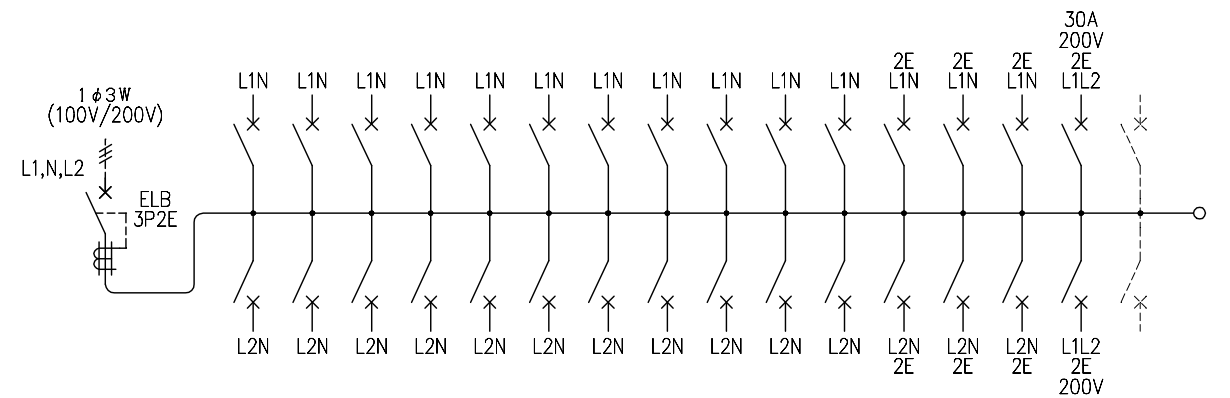 30A
200V
2E 2E 2E 2E
L1N L1N L1N L1N L1N L1N L1N L1N L1N L1N L1N L1N L1N L1N L1L2
1φ3W
(100V/200V)
L1,N,L2
ELB
3P2E
L2N L2N L2N L2N L2N L2N L2N L2N L2N L2N L2N L2N L2N L2N L1L2
2E 2E 2E 2E
200V